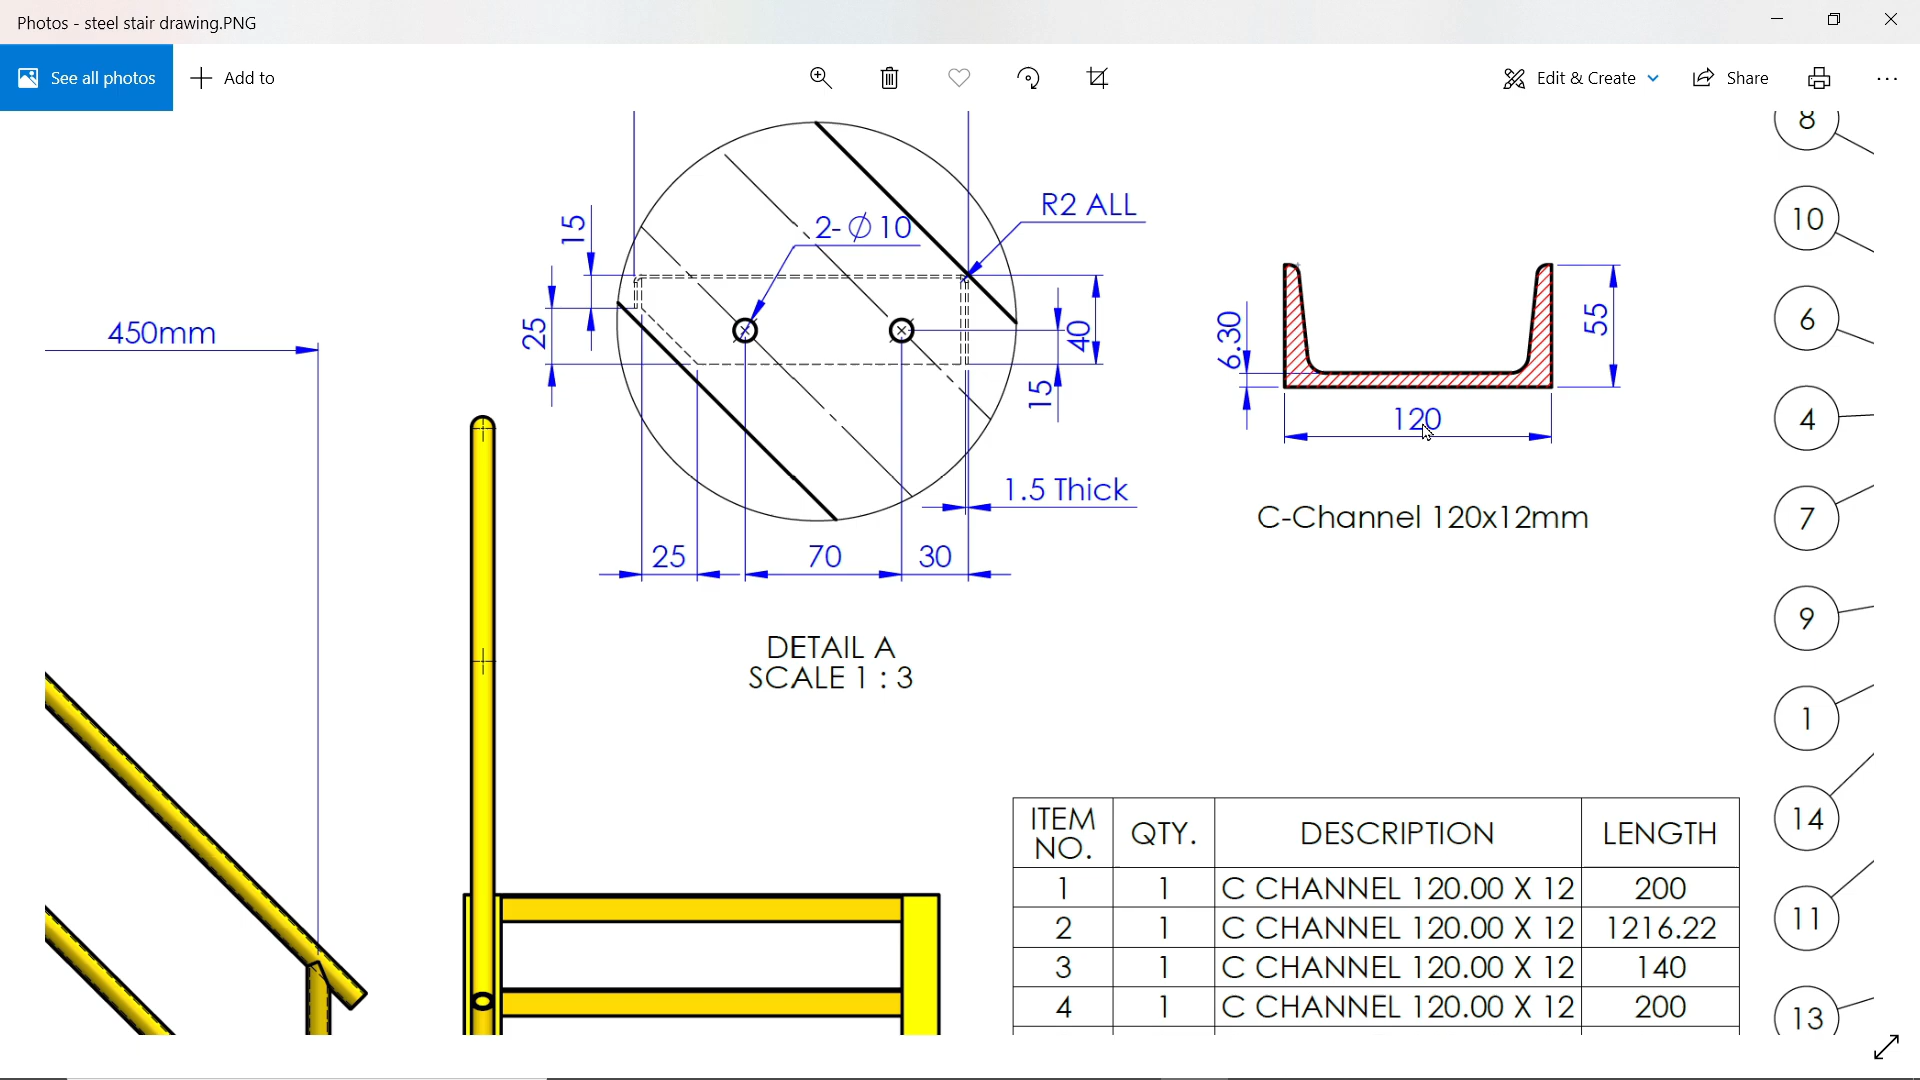 Photos - steel stair drawing.PNG
See all photos
Add to
Edit & Create
Share
R2 ALL
2-Ø10
15
25
40
15
1.5 Thick
25 70 30
DETAIL A
SCALE 1 : 3
450mm
6.30
55
120
C-Channel 120x12mm
8
10
6
4
7
9
1
14
11
13
ITEM NO. QTY. DESCRIPTION LENGTH
1 1 C CHANNEL 120.00 X 12 200
2 1 C CHANNEL 120.00 X 12 1216.22
3 1 C CHANNEL 120.00 X 12 140
4 1 C CHANNEL 120.00 X 12 200